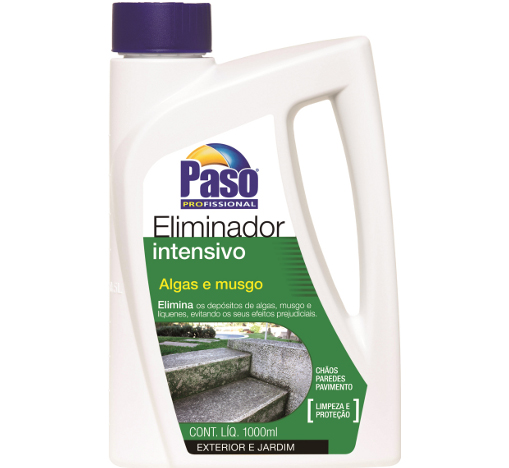 Paso®
PROFISSIONAL
Eliminador
intensivo
Algas e musgo
Elimina os depósitos de algas, musgo e
líquenes, evitando os seus efeitos prejudiciais.
CHÃOS
PAREDES
PAVIMENTO
[LIMPEZA E
PROTEÇÃO]
CONT. LÍQ. 1000ml
EXTERIOR E JARDIM